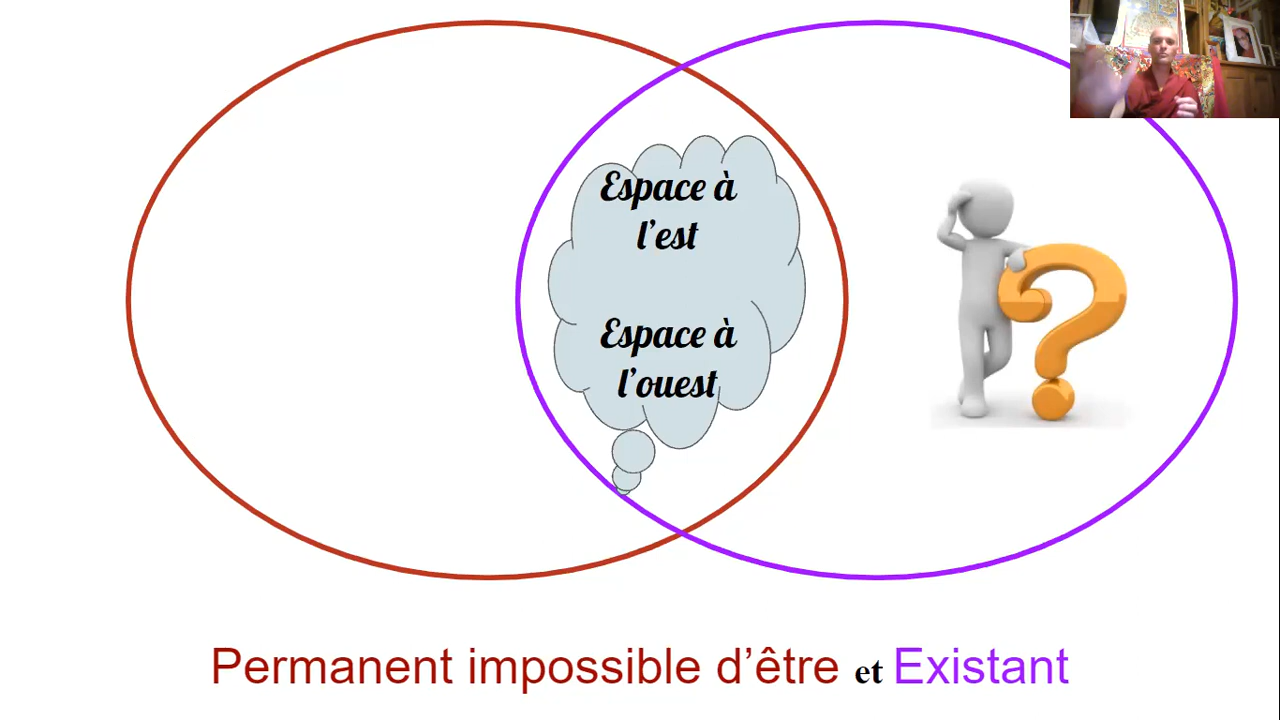 Espace à
l'est
Espace à
l'ouest
Permanent impossible d'être et Existant